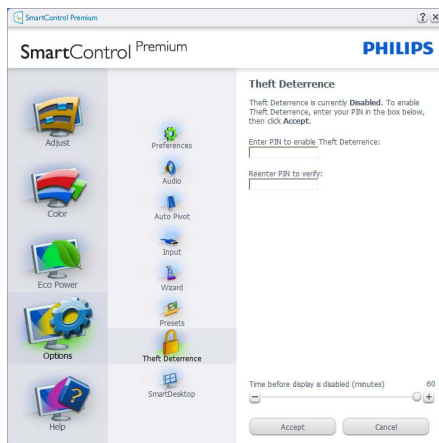 SmartControl Premium
? X
SmartControl Premium
PHILIPS
Adjust
Color
Eco Power
Options
Help
Preferences
Audio
Auto Pivot
Input
Wizard
Presets
Theft Deterrence
SmartDesktop
Theft Deterrence
Theft Deterrence is currently Disabled. To enable
Theft Deterrence, enter your PIN in the box below,
then click Accept.
Enter PIN to enable Theft Deterrence:
Reenter PIN to verify:
Time before display is disabled (minutes) 60
Accept Cancel